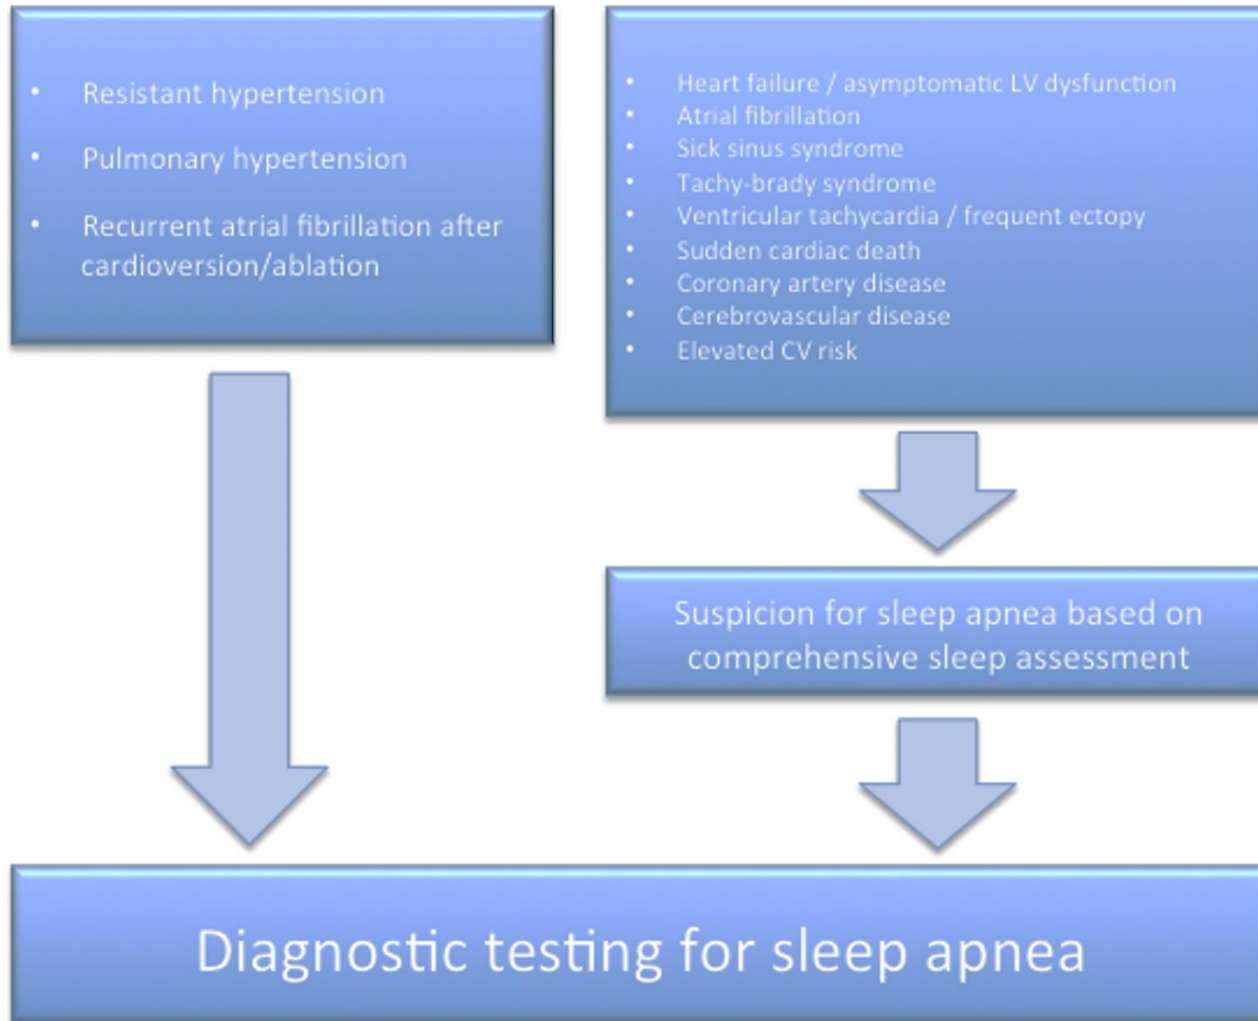 • Resistant hypertension
• Pulmonary hypertension
• Recurrent atrial fibrillation after
cardioversion/ablation
• Heart failure / asymptomatic LV dysfunction
• Atrial fibrillation
• Sick sinus syndrome
• Tachy-brady syndrome
• Ventricular tachycardia / frequent ectopy
• Sudden cardiac death
• Coronary artery disease
• Cerebrovascular disease
• Elevated CV risk
Suspicion for sleep apnea based on
comprehensive sleep assessment
Diagnostic testing for sleep apnea